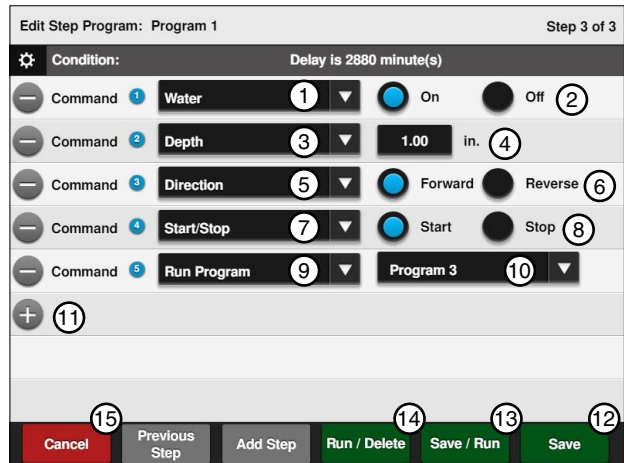 Edit Step Program: Program 1 Step 3 of 3
Condition: Delay is 2880 minute(s)
Command 1 Water 1 On Off 2
Command 2 Depth 3 1.00 in. 4
Command 3 Direction 5 Forward Reverse 6
Command 4 Start/Stop 7 Start Stop 8
Command 5 Run Program 9 Program 3 10
11
15 14 13 12
Cancel Previous Step Add Step Run / Delete Save / Run Save